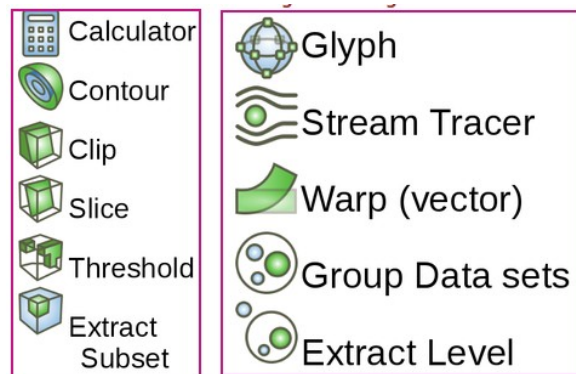 Calculator
Contour
Clip
Slice
Threshold
Extract
Subset
Glyph
Stream Tracer
Warp (vector)
Group Data sets
Extract Level